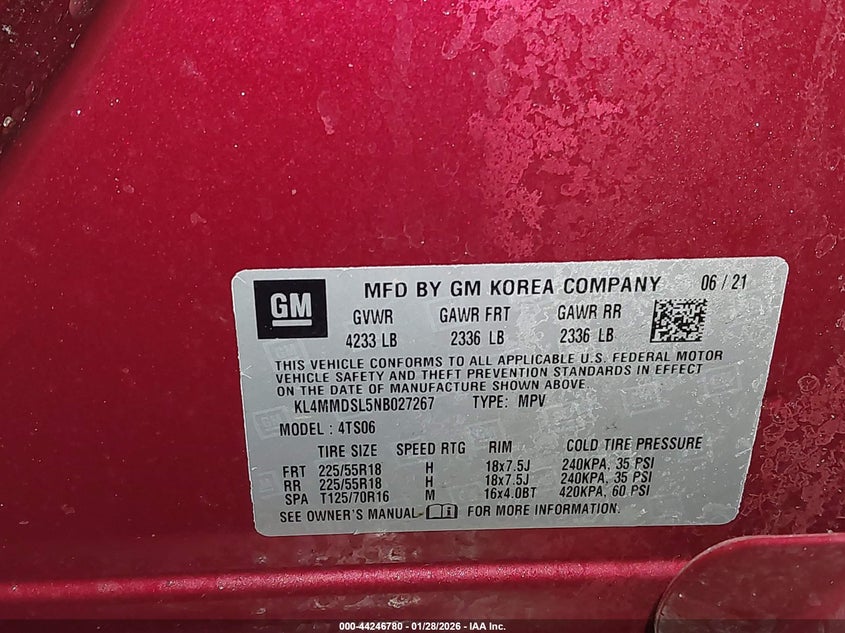 GM
MFD BY GM KOREA COMPANY 06 / 21
GVWR GAWR FRT GAWR RR
4233 LB 2336 LB 2336 LB
THIS VEHICLE CONFORMS TO ALL APPLICABLE U.S. FEDERAL MOTOR
VEHICLE SAFETY AND THEFT PREVENTION STANDARDS IN EFFECT
ON THE DATE OF MANUFACTURE SHOWN ABOVE.
KL4MMDSL5NB027267 TYPE: MPV
MODEL : 4TS06
TIRE SIZE SPEED RTG RIM COLD TIRE PRESSURE
FRT 225/55R18 H 18x7.5J 240KPA, 35 PSI
RR 225/55R18 H 18x7.5J 240KPA, 35 PSI
SPA T125/70R16 M 16x4.0BT 420KPA, 60 PSI
SEE OWNER'S MANUAL FOR MORE INFORMATION.
000-44246780 - 01/28/2026 - IAA Inc.